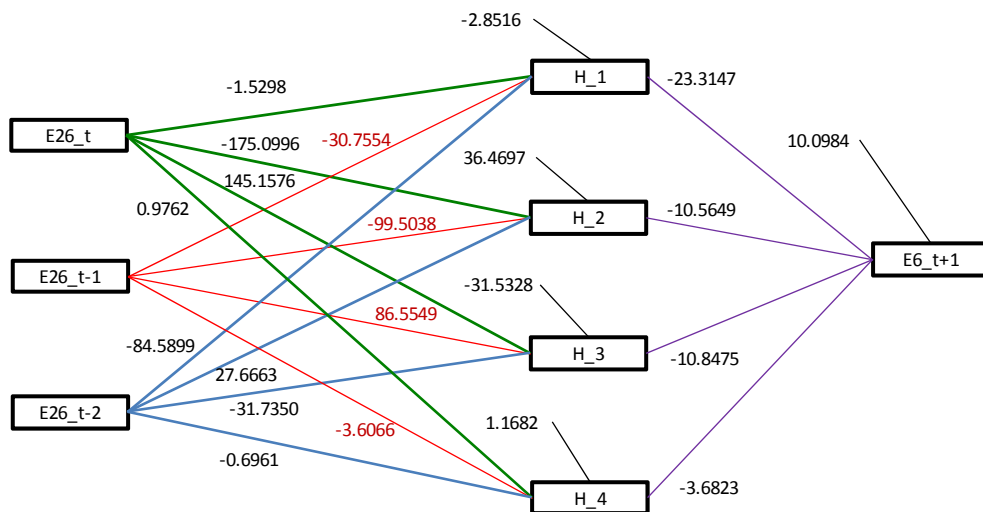 -2.8516
H_1
-23.3147
-1.5298
E26_t
-30.7554
-175.0996
36.4697
10.0984
145.1576
0.9762
H_2
-10.5649
-99.5038
E6_t+1
E26_t-1
-31.5328
86.5549
-84.5899
H_3
-10.8475
27.6663
E26_t-2
-31.7350
-3.6066
1.1682
-0.6961
H_4
-3.6823